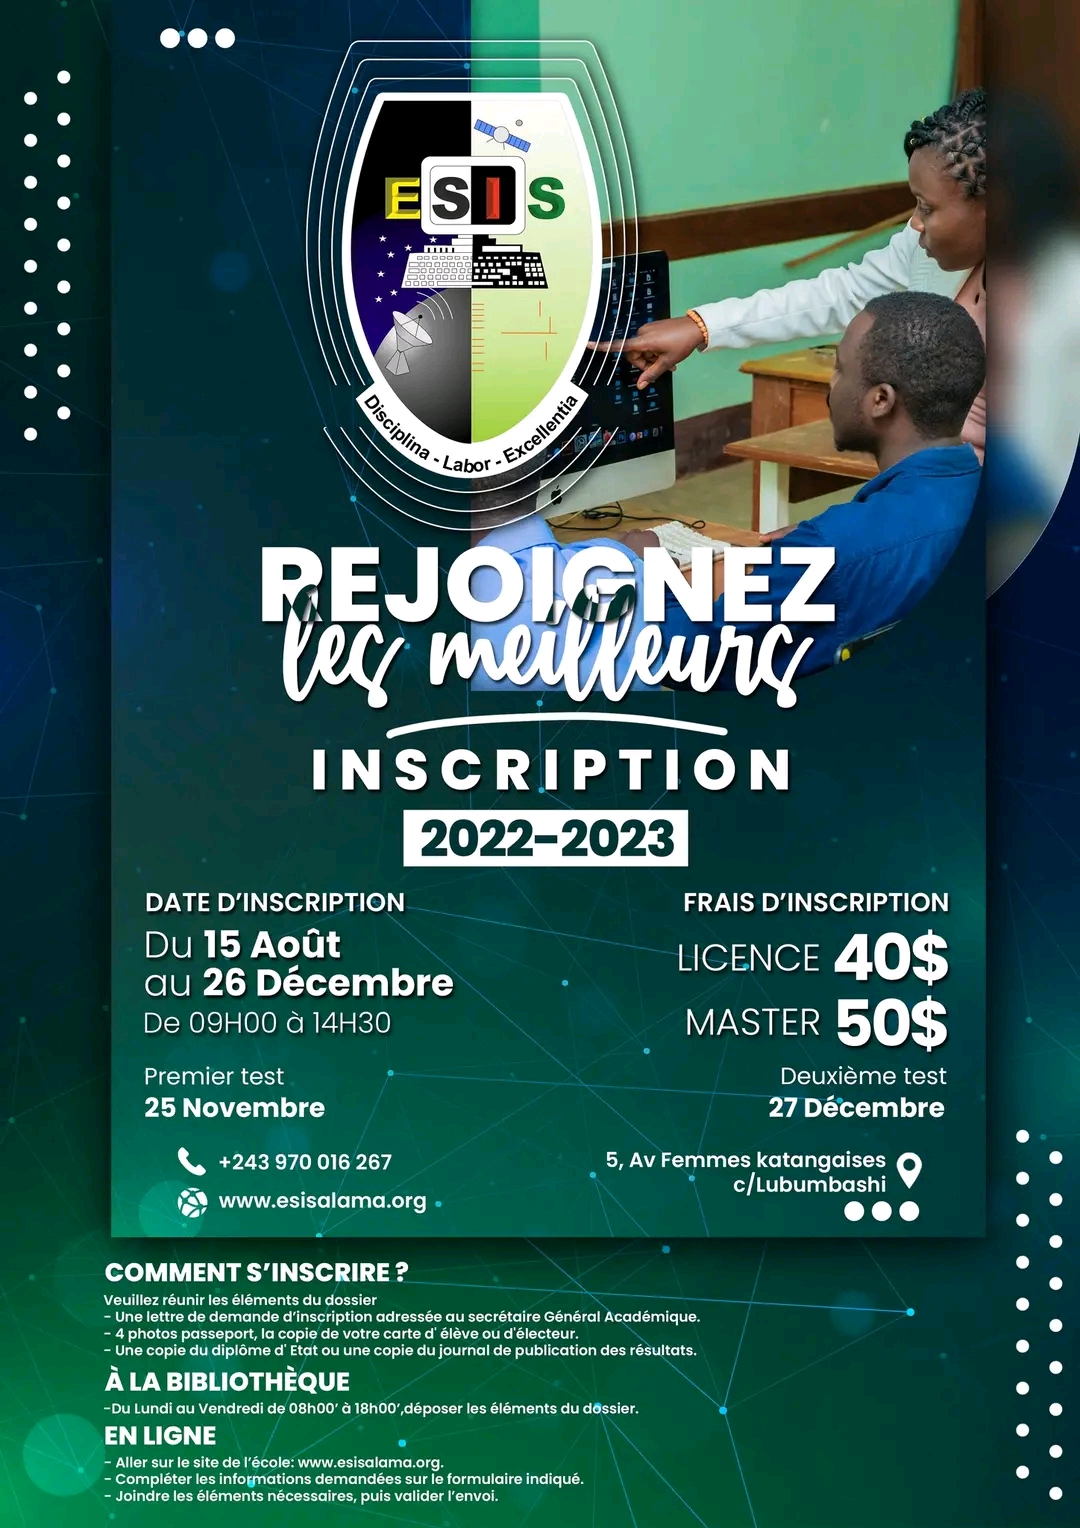 ESIS
Disciplina - Labor - Excellentia
REJOIGNEZ
les meilleurs
INSCRIPTION
2022-2023
DATE D'INSCRIPTION
Du 15 Août
au 26 Décembre
De 09H00 à 14H30
Premier test
25 Novembre
FRAIS D'INSCRIPTION
LICENCE 40$
MASTER 50$
Deuxième test
27 Décembre
+243 970 016 267
www.esisalama.org
5, Av Femmes katangaises
c/Lubumbashi
COMMENT S'INSCRIRE ?
Veuillez réunir les éléments du dossier
- Une lettre de demande d'inscription adressée au secrétaire Général Académique.
- 4 photos passeport, la copie de votre carte d' élève ou d'électeur.
- Une copie du diplôme d' Etat ou une copie du journal de publication des résultats.
À LA BIBLIOTHÈQUE
-Du Lundi au Vendredi de 08h00' à 18h00',déposer les éléments du dossier.
EN LIGNE
- Aller sur le site de l'école: www.esisalama.org.
- Compléter les informations demandées sur le formulaire indiqué.
- Joindre les éléments nécessaires, puis valider l'envoi.